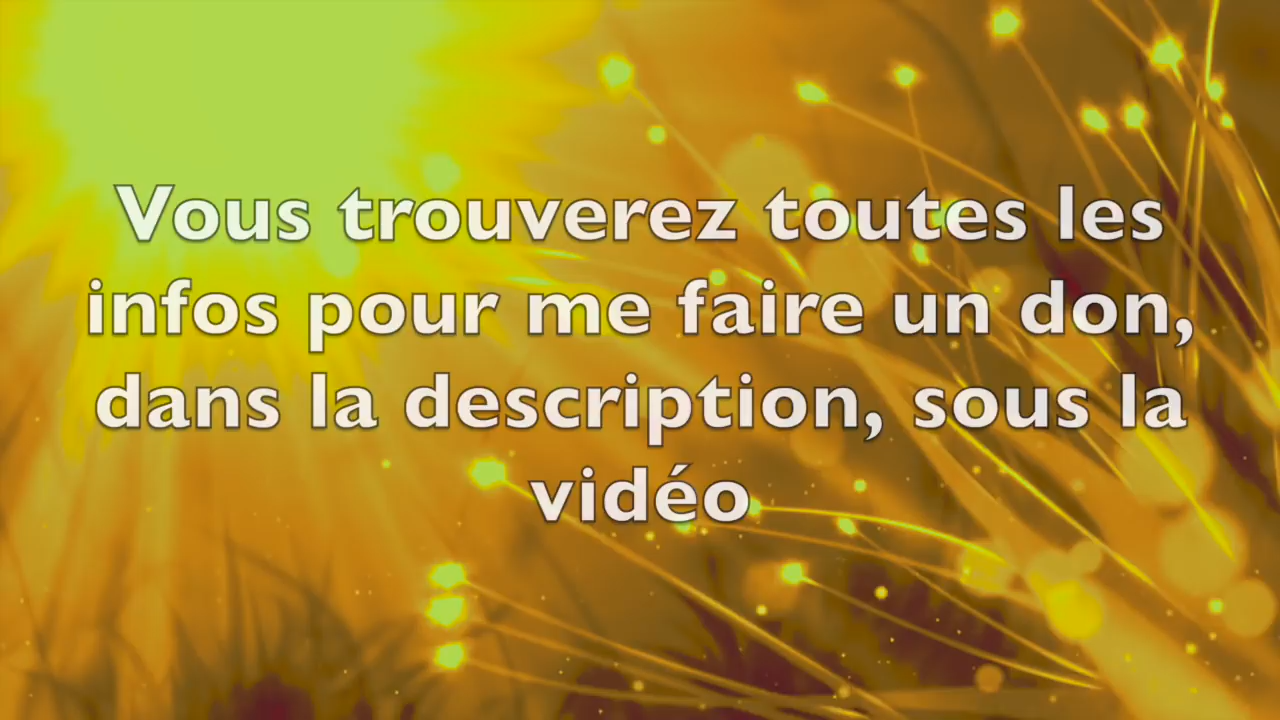 Vous trouverez toutes les
infos pour me faire un don,
dans la description, sous la
vidéo